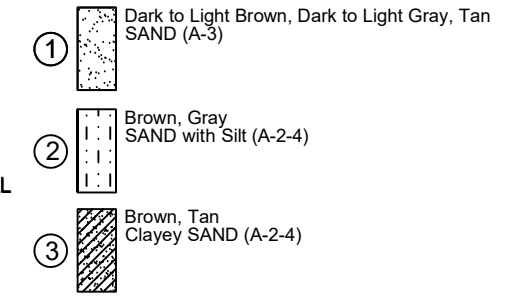 1
Dark to Light Brown, Dark to Light Gray, Tan
SAND (A-3)
2
Brown, Gray
SAND with Silt (A-2-4)
L
3
Brown, Tan
Clayey SAND (A-2-4)